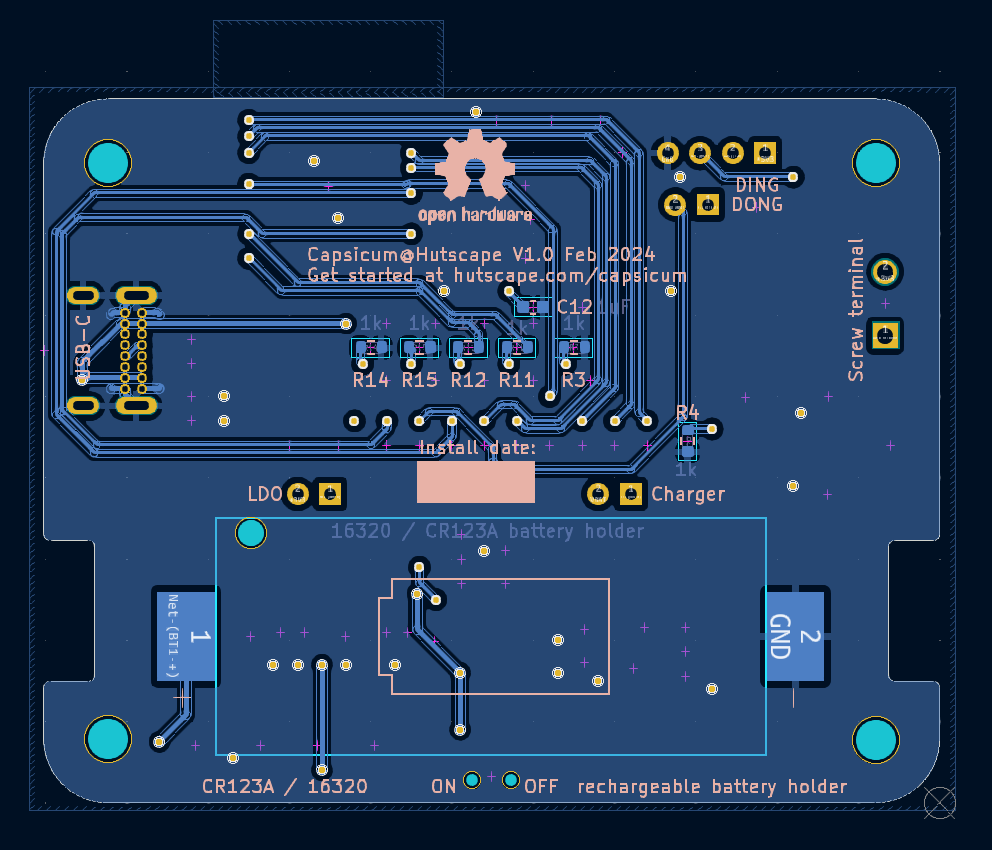 open hardware
DING
DONG
Capsicum@Hutscape V1.0 Feb 2024
Get started at hutscape.com/capsicum
C12 1uF
Screw terminal
USB-C
1k 1k 1k 1k
R14 R15 R12 R11 R3
R4
1k
Install date:
LDO
Charger
16320 / CR123A battery holder
1
Net-(BT1-+)
2
GND
CR123A / 16320 ON OFF rechargeable battery holder